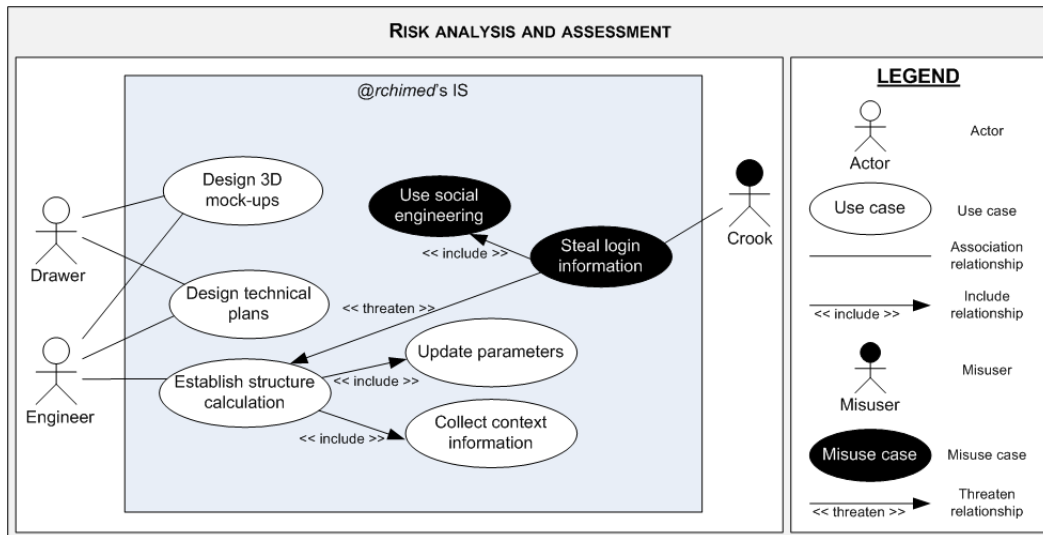 RISK ANALYSIS AND ASSESSMENT
@rchimed's IS
Design 3D
mock-ups
Drawer
Design technical
plans
Engineer
Establish structure
calculation
Use social
engineering
<< include >>
Steal login
information
Crook
<< threaten >>
Update parameters
<< include >>
Collect context
information
<< include >>
LEGEND
Actor
Actor
Use case
Use case
Association
relationship
<< include >>
Include
relationship
Misuser
Misuser
Misuse case
Misuse case
<< threaten >>
Threaten
relationship